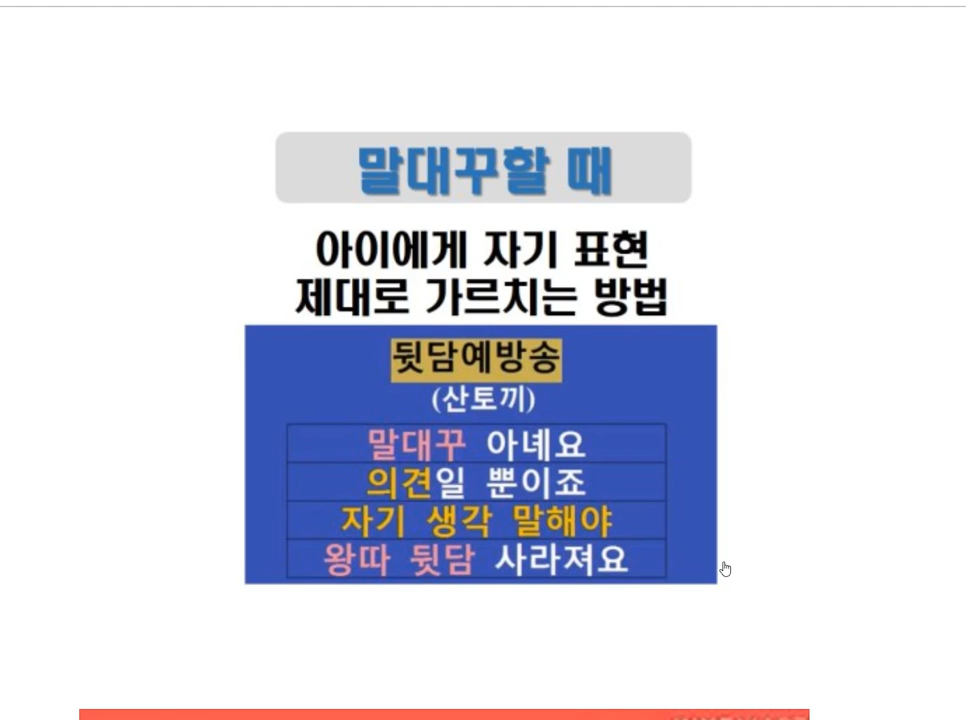 말대꾸할 때
아이에게 자기 표현
제대로 가르치는 방법
뒷담예방송
(산토끼)
말대꾸 아녜요
의견일 뿐이죠
자기 생각 말해야
왕따 뒷담 사라져요